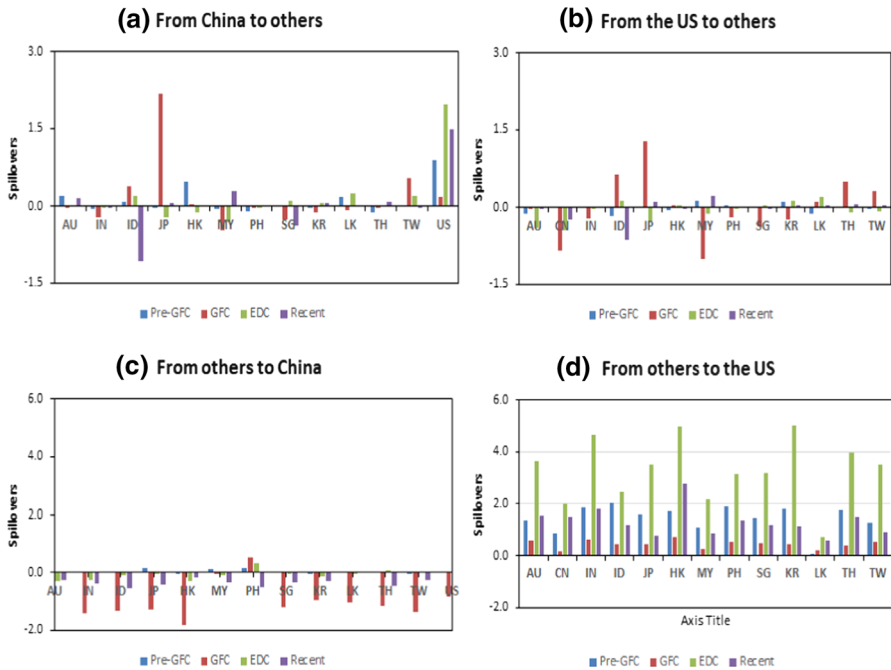 (a) From China to others
3.0
1.5
0.0
-1.5
Spillovers
AU IN ID JP HK MY PH SG KR LK TH TW US
Pre-GFC GFC EDC Recent
(b) From the US to others
3.0
1.5
0.0
-1.5
Spillovers
AU CN IN ID JP HK MY PH SG KR LK TH TW
Pre-GFC GFC EDC Recent
(c) From others to China
6.0
4.0
2.0
0.0
-2.0
Spillovers
AU IN ID JP HK MY PH SG KR LK TH TW US
Pre-GFC GFC EDC Recent
(d) From others to the US
6.0
4.0
2.0
0.0
-2.0
Spillovers
AU CN IN ID JP HK MY PH SG KR LK TH TW
Axis Title
Pre-GFC GFC EDC Recent